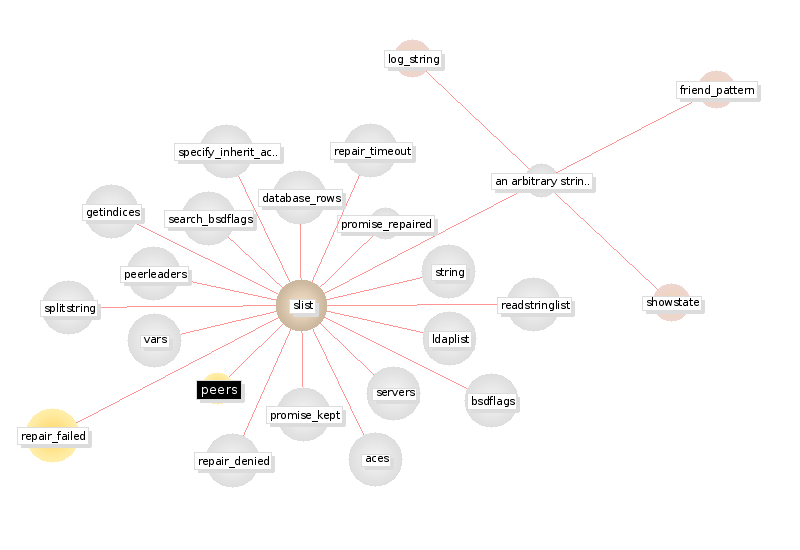 log_string
friend_pattern
specify_inherit_ac..
repair_timeout
an arbitrary strin..
database_rows
getindices
search_bsdflags
promise_repaired
peerleaders
string
splitstring
slist
readstringlist
showstate
vars
ldaplist
peers
servers
bsdflags
promise_kept
repair_failed
repair_denied
aces